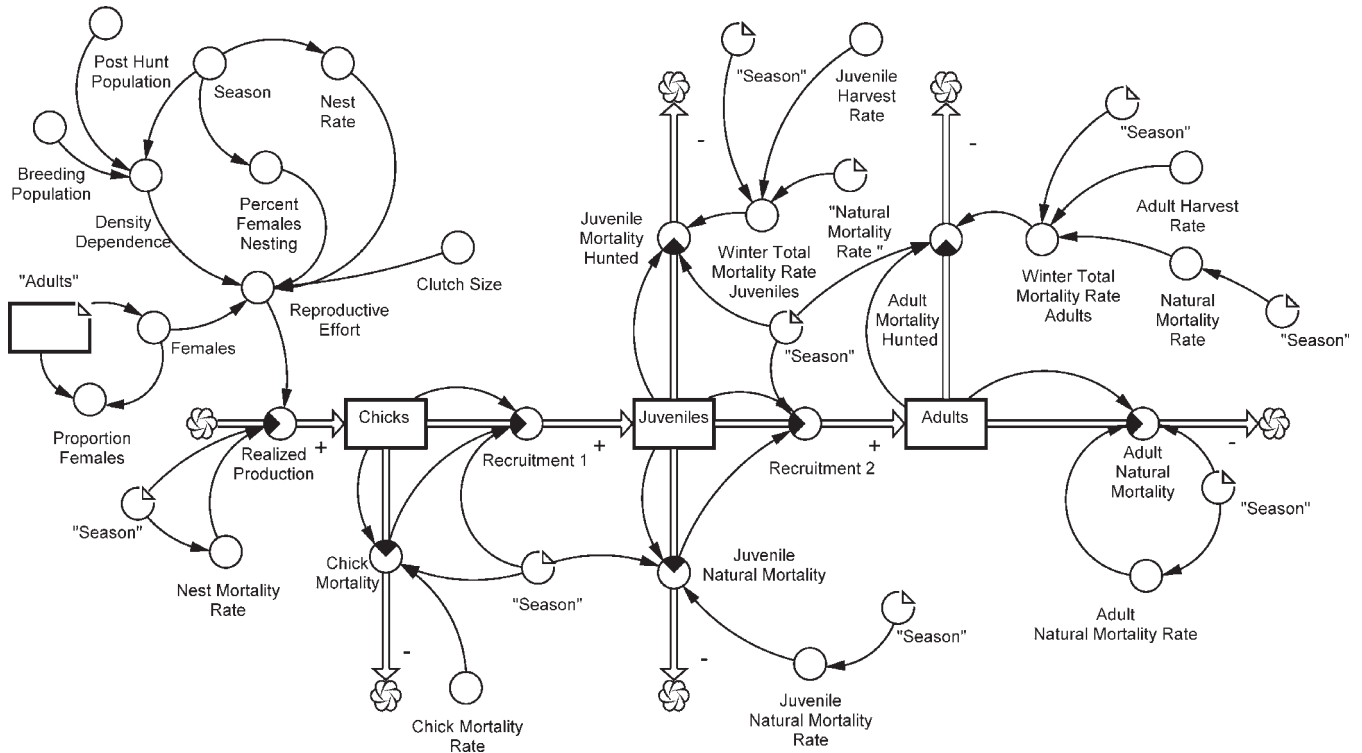 Post Hunt
Population
Season
Nest
Rate
Breeding
Population
Density
Dependence
Percent
Females
Nesting
Clutch Size
"Adults"
Females
Reproductive
Effort
Proportion
Females
Realized
Production
+
"Season"
Nest Mortality
Rate
Chicks
Recruitment 1
+
Chick
Mortality
"Season"
-
Chick Mortality
Rate
"Season"
Juvenile
Harvest
Rate
-
Juvenile
Mortality
Hunted
Winter Total
Mortality Rate
Juveniles
"Natural
Mortality
Rate "
"Season"
Juveniles
Recruitment 2
+
Juvenile
Natural Mortality
"Season"
-
Juvenile
Natural Mortality
Rate
-
"Season"
Adult Harvest
Rate
Adult
Mortality
Hunted
Winter Total
Mortality Rate
Adults
Natural
Mortality
Rate
"Season"
Adults
-
Adult
Natural
Mortality
"Season"
Adult
Natural Mortality Rate